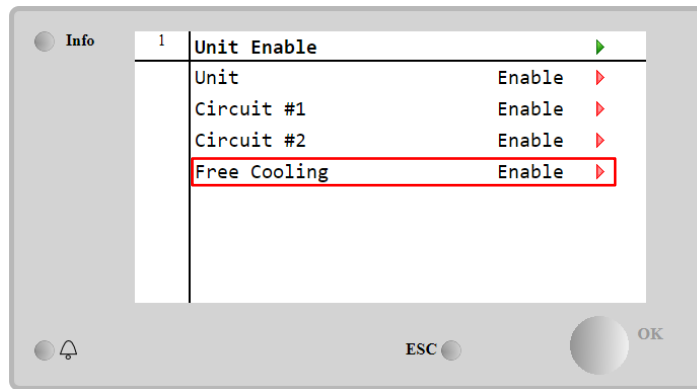 Info
1 Unit Enable
Unit Enable
Circuit #1 Enable
Circuit #2 Enable
Free Cooling Enable
ESC OK